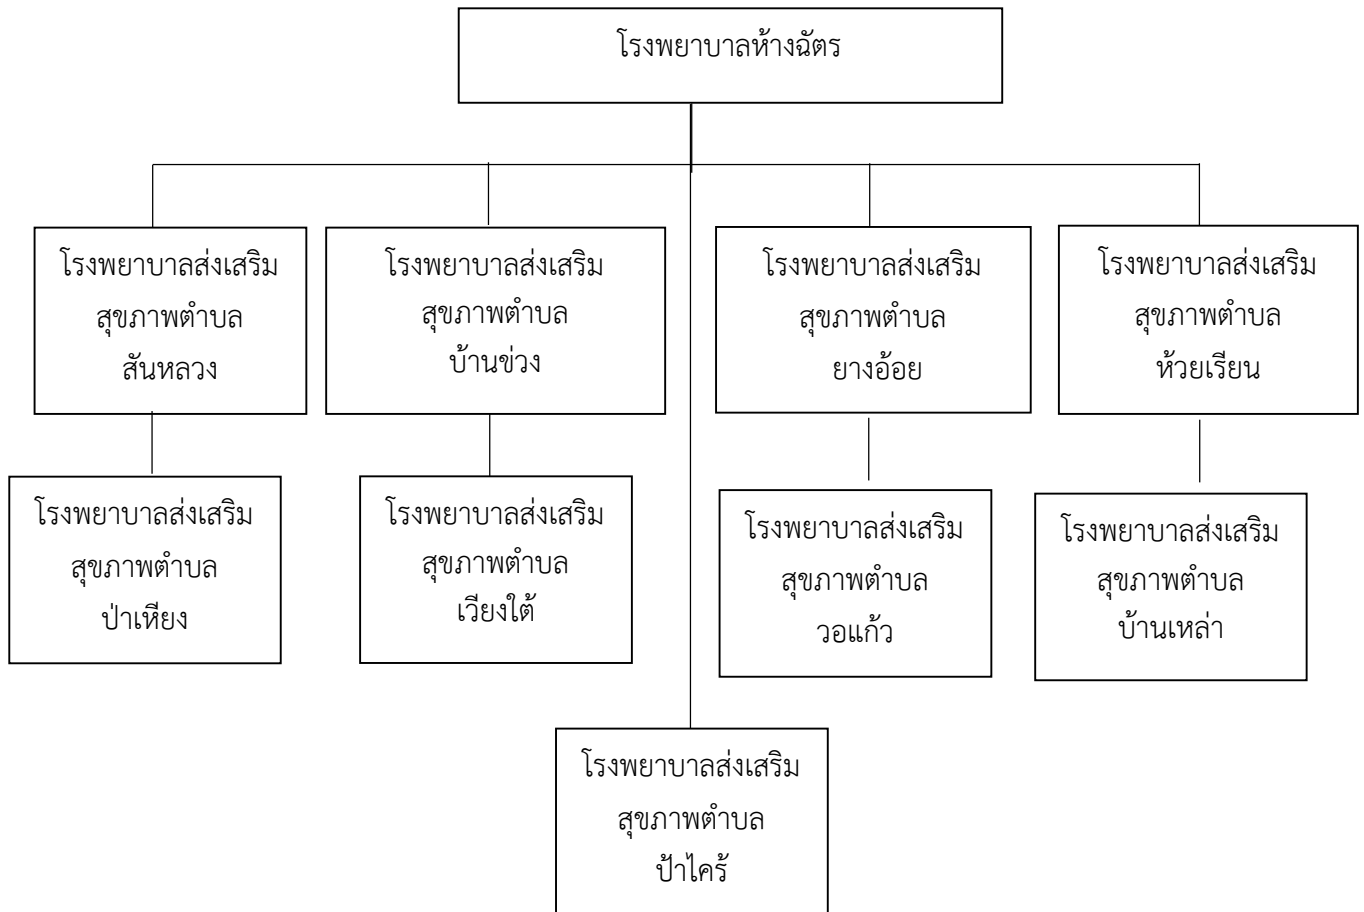 โรงพยาบาลห้างฉัตร
โรงพยาบาลส่งเสริม
สุขภาพตำบล
สันหลวง
โรงพยาบาลส่งเสริม
สุขภาพตำบล
บ้านข่วง
โรงพยาบาลส่งเสริม
สุขภาพตำบล
ยางอ้อย
โรงพยาบาลส่งเสริม
สุขภาพตำบล
ห้วยเรียน
โรงพยาบาลส่งเสริม
สุขภาพตำบล
ป่าเหียง
โรงพยาบาลส่งเสริม
สุขภาพตำบล
เวียงใต้
โรงพยาบาลส่งเสริม
สุขภาพตำบล
วอแก้ว
โรงพยาบาลส่งเสริม
สุขภาพตำบล
บ้านเหล่า
โรงพยาบาลส่งเสริม
สุขภาพตำบล
ป้าไคร้